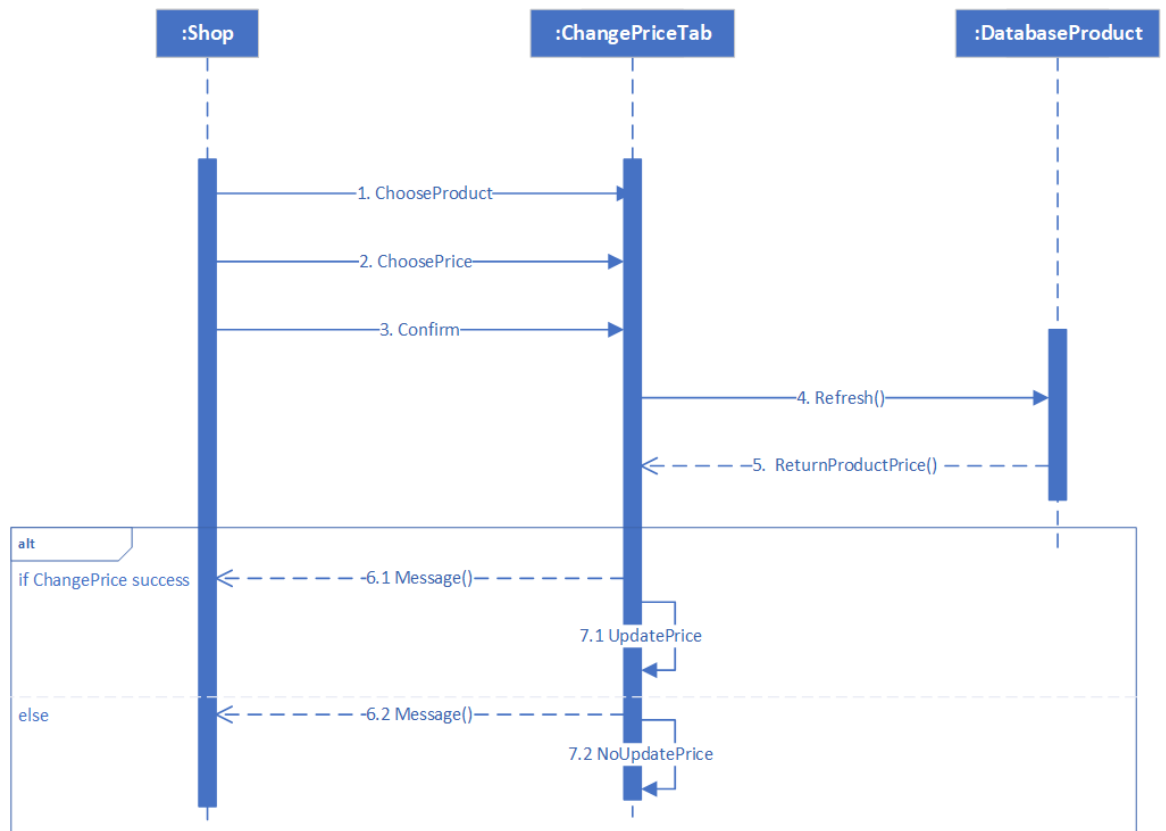 :Shop
:ChangePriceTab
:DatabaseProduct
1. ChooseProduct
2. ChoosePrice
3. Confirm
4. Refresh()
5. ReturnProductPrice()
alt
if ChangePrice success
6.1 Message()
7.1 UpdatePrice
else
6.2 Message()
7.2 NoUpdatePrice